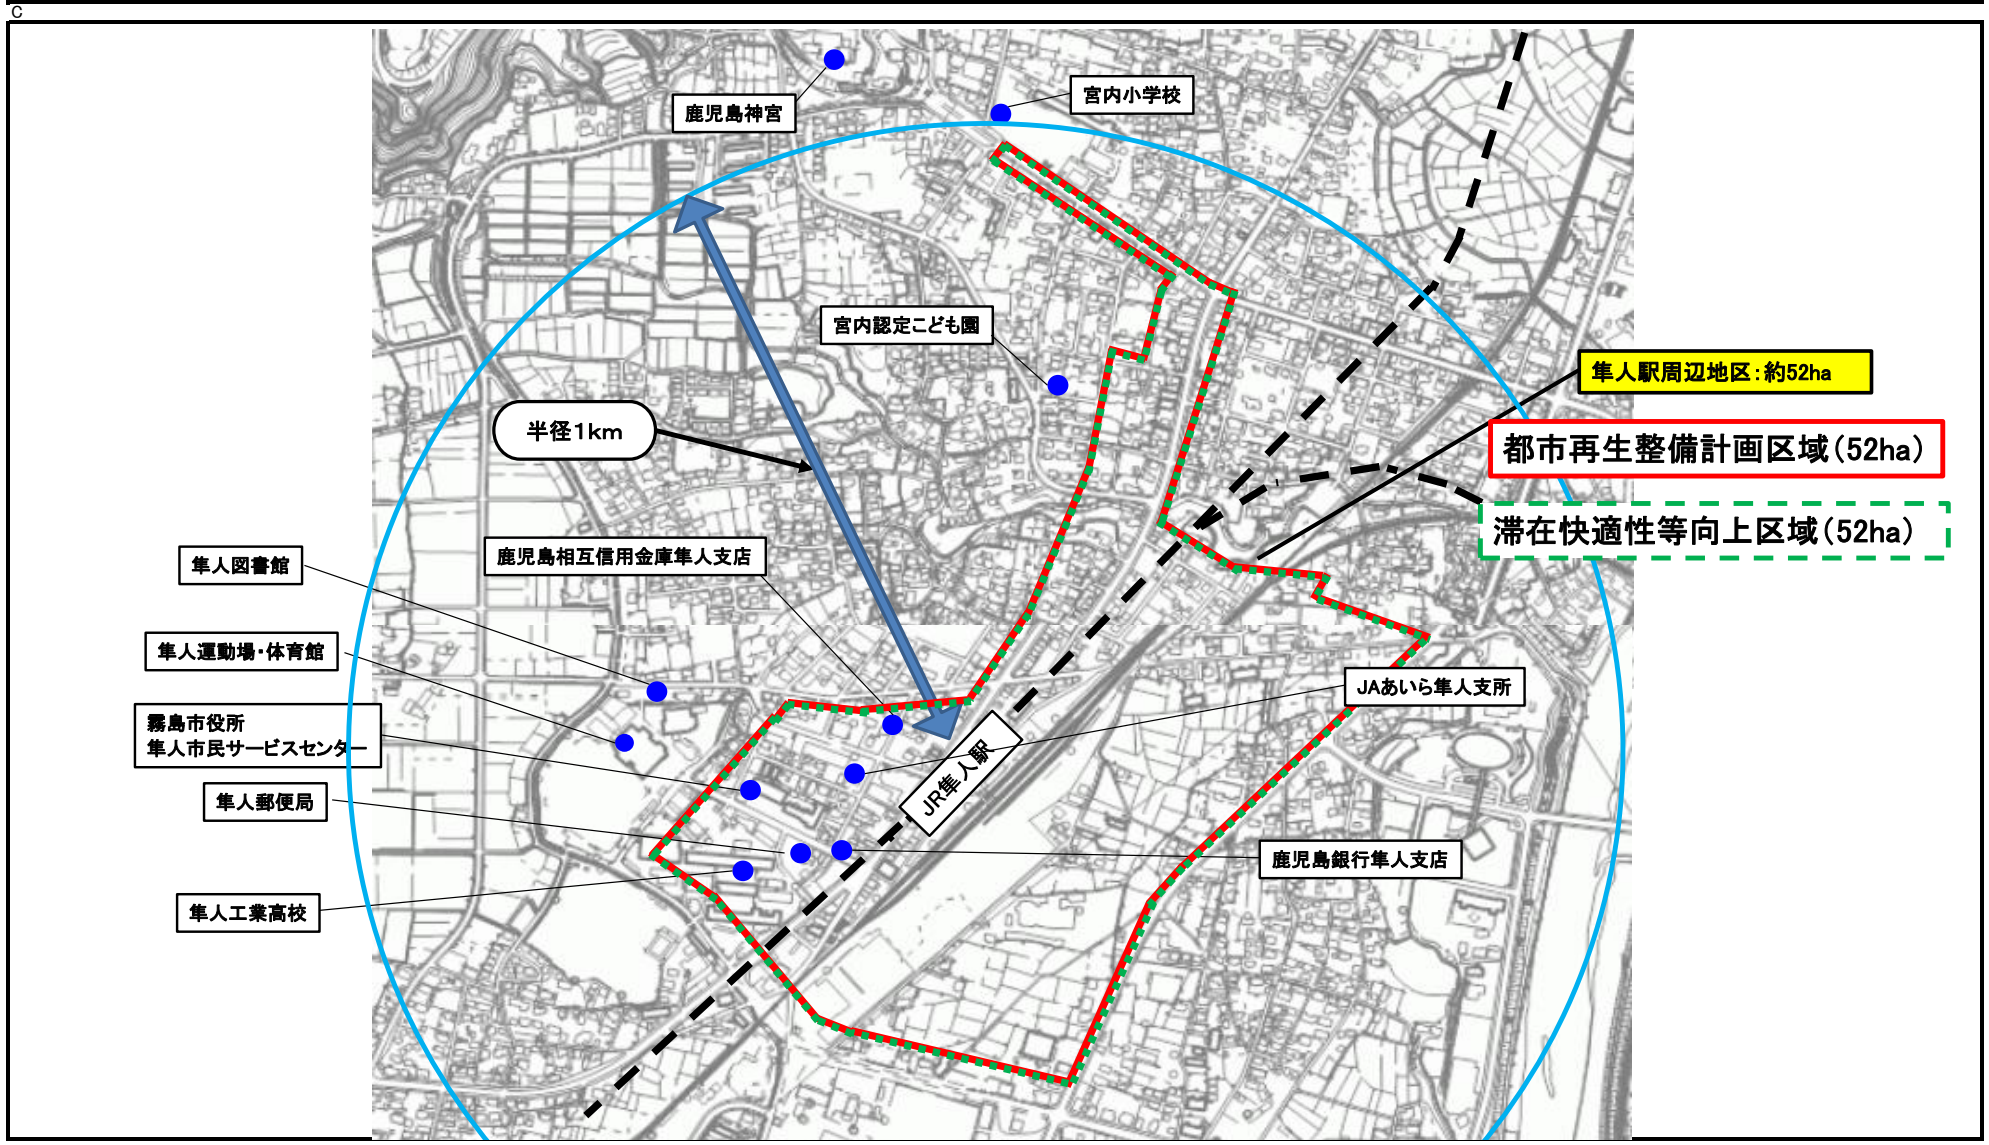 C
鹿児島神宮
宮内小学校
宮内認定こども園
隼人駅周辺地区：約52ha
半径1km
都市再生整備計画区域（52ha）
滞在快適性等向上区域（52ha）
鹿児島相互信用金庫隼人支店
隼人図書館
隼人運動場・体育館
JAあいら隼人支所
霧島市役所
隼人市民サービスセンター
JR隼人駅
隼人郵便局
鹿児島銀行隼人支店
隼人工業高校